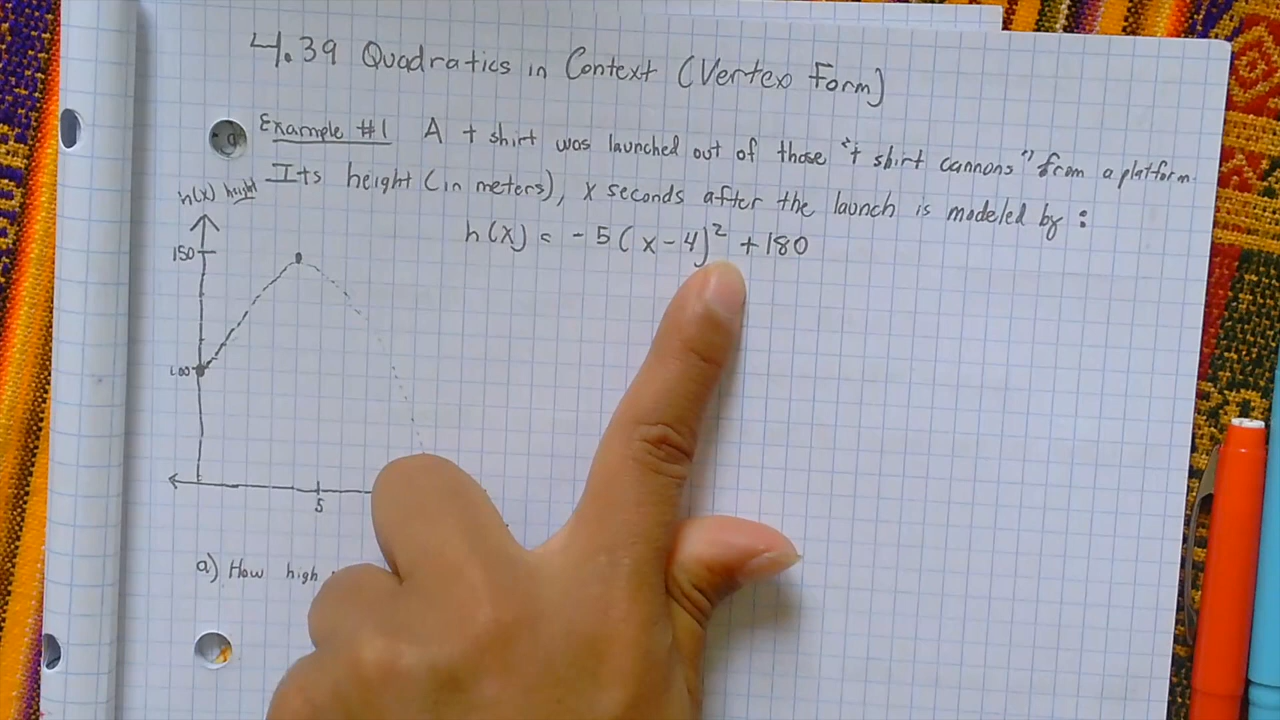 4.39 Quadratics in Context (Vertex Form)
Example #1 A t shirt was launched out of those "t shirt cannons" from a platform.
Its height (in meters), x seconds after the launch is modeled by:
h(x) = -5(x-4)² +180
h(x) height
150
100
5
a) How high